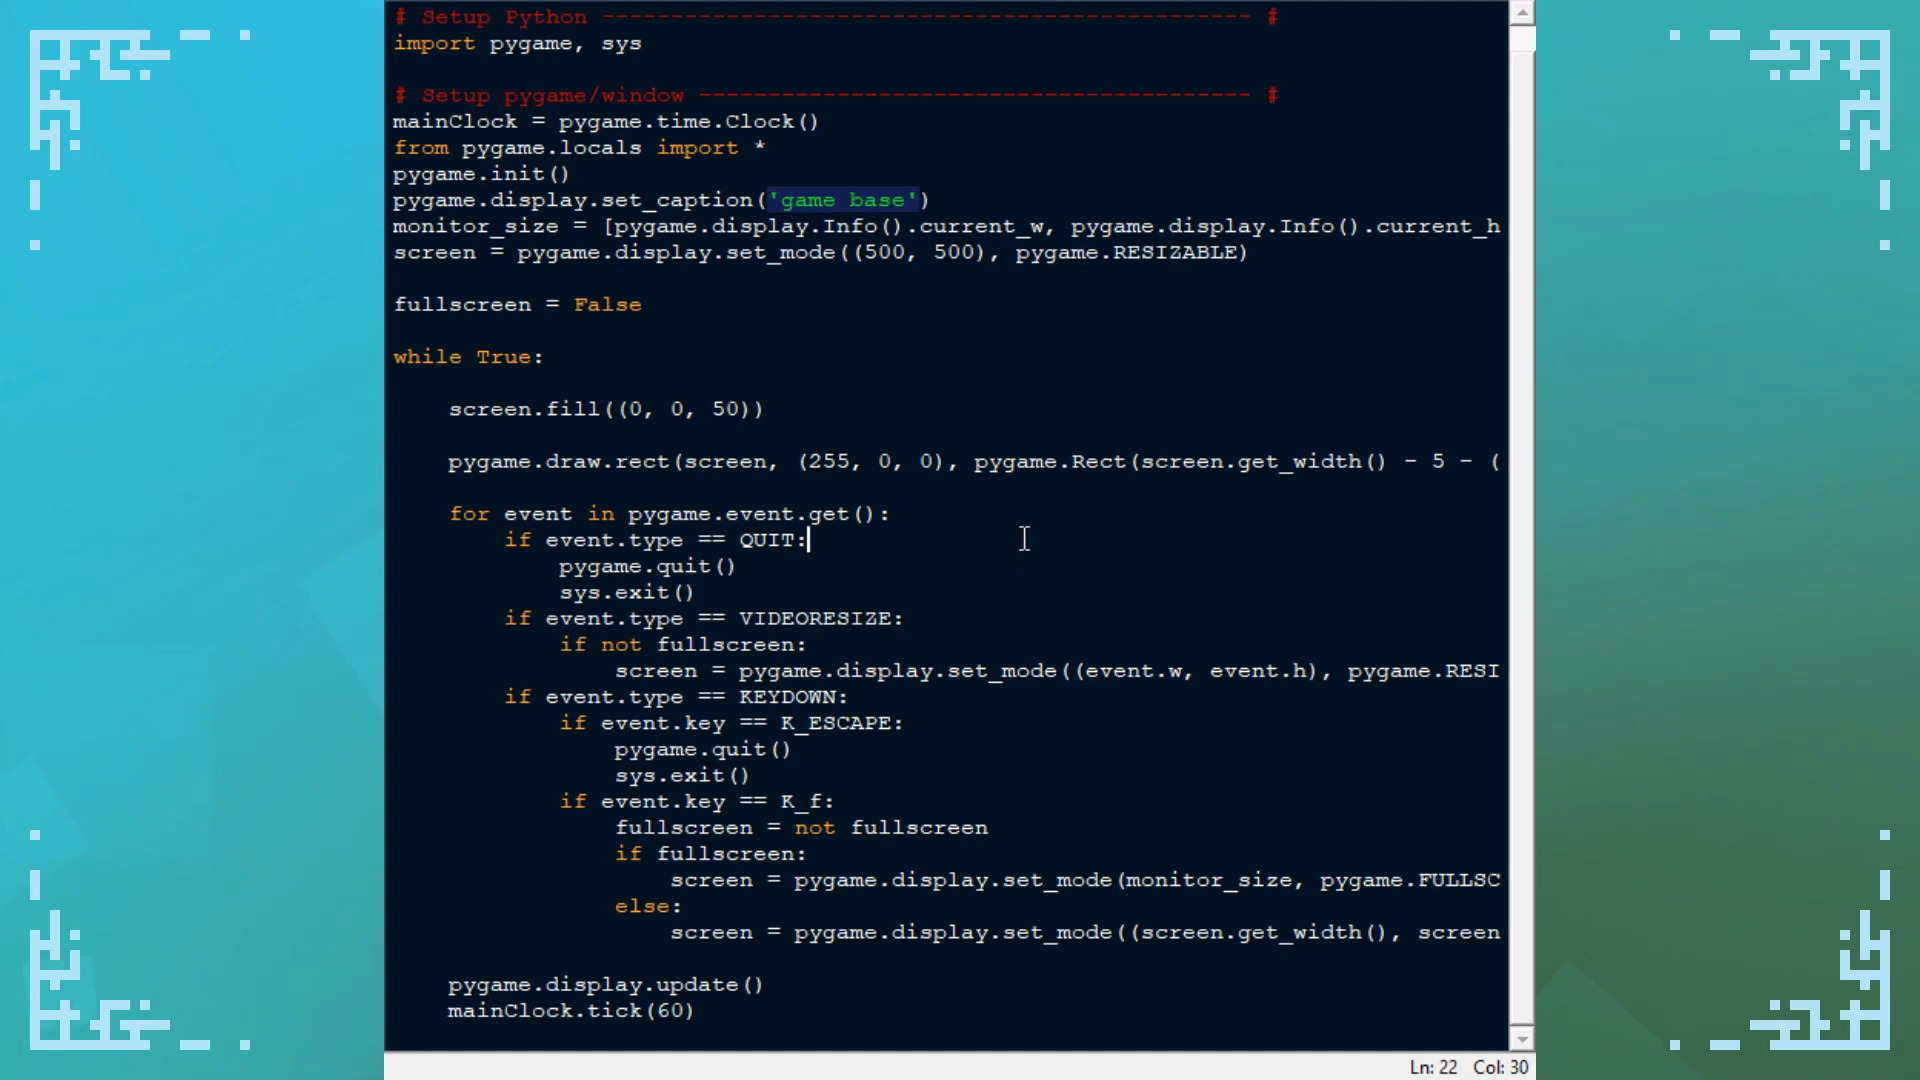 # Setup Python ----------------------------------------------- #
import pygame, sys
# Setup pygame/window ---------------------------------------- #
mainClock = pygame.time.Clock()
from pygame.locals import *
pygame.init()
pygame.display.set_caption('game base')
monitor_size = [pygame.display.Info().current_w, pygame.display.Info().current_h
screen = pygame.display.set_mode((500, 500), pygame.RESIZABLE)
fullscreen = False
while True:
    screen.fill((0, 0, 50))
    pygame.draw.rect(screen, (255, 0, 0), pygame.Rect(screen.get_width() - 5 - (
    for event in pygame.event.get():
        if event.type == QUIT:
            pygame.quit()
            sys.exit()
        if event.type == VIDEORESIZE:
            if not fullscreen:
                screen = pygame.display.set_mode((event.w, event.h), pygame.RESI
        if event.type == KEYDOWN:
            if event.key == K_ESCAPE:
                pygame.quit()
                sys.exit()
            if event.key == K_f:
                fullscreen = not fullscreen
                if fullscreen:
                    screen = pygame.display.set_mode(monitor_size, pygame.FULLSC
                else:
                    screen = pygame.display.set_mode((screen.get_width(), screen
    pygame.display.update()
    mainClock.tick(60)
Ln: 22 Col: 30